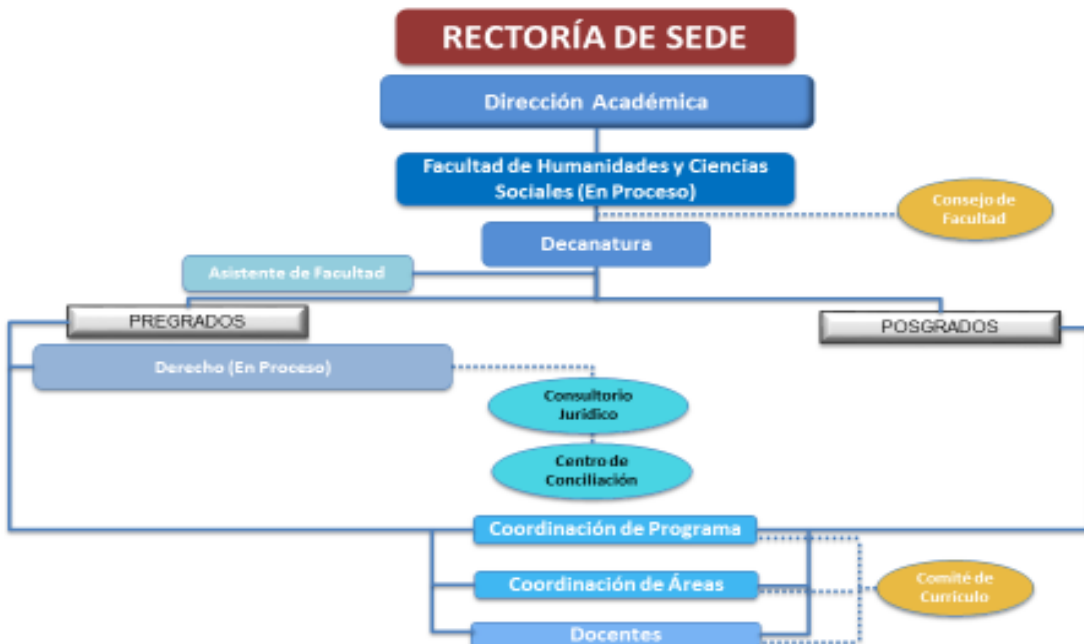 RECTORÍA DE SEDE
Dirección Académica
Facultad de Humanidades y Ciencias
Sociales (En Proceso)
Consejo de
Facultad
Decanatura
Asistente de Facultad
PREGRADOS
POSGRADOS
Derecho (En Proceso)
Consultorio
Jurídico
Centro de
Conciliación
Coordinación de Programa
Coordinación de Áreas
Comité de
Currículo
Docentes